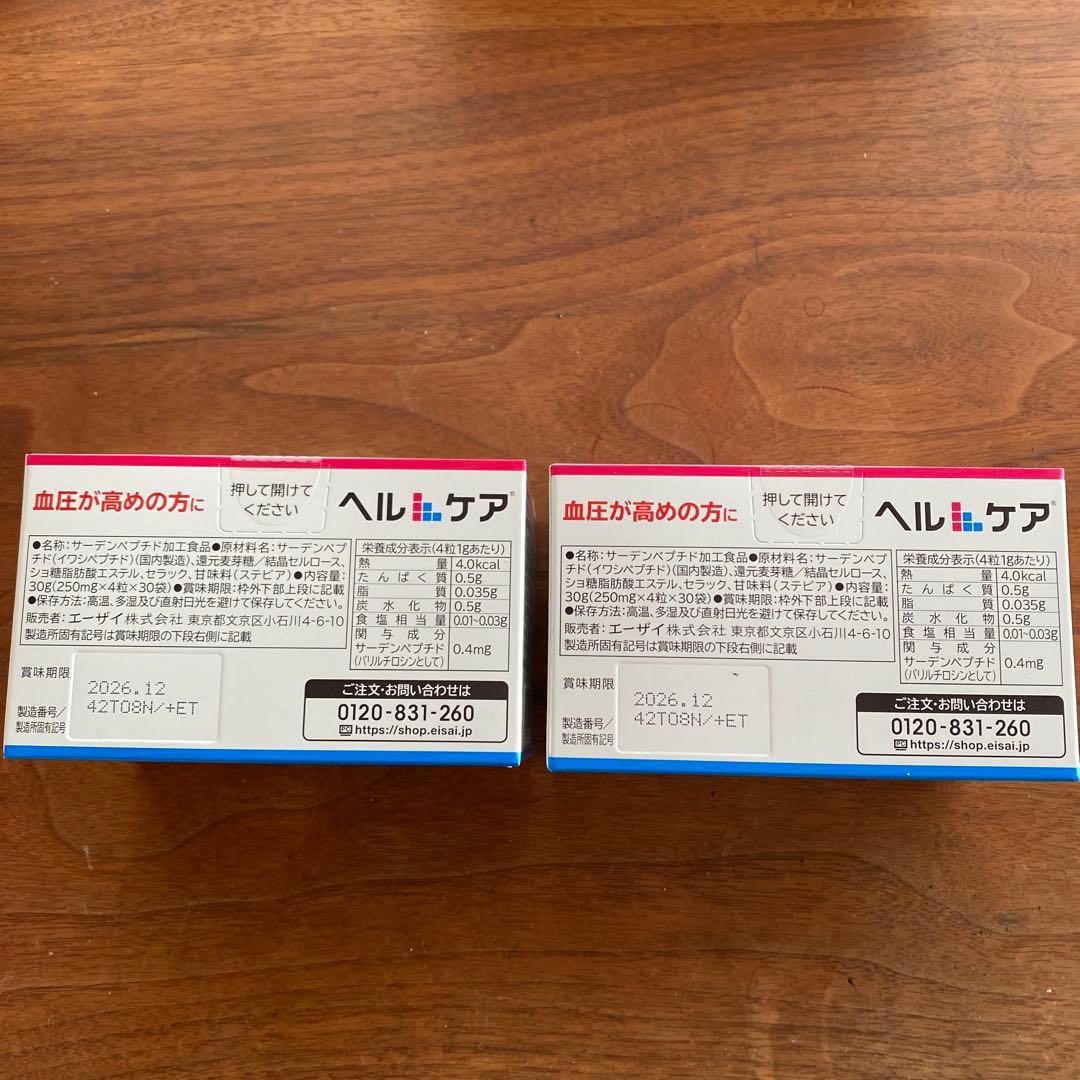 血圧が高めの方に
押して開けて
ください
ヘルケア®
●名称:サーデンペプチド加工食品●原材料名:サーデンペプ
チド(イワシペプチド)(国内製造)、還元麦芽糖/結晶セルロース、
ショ糖脂肪酸エステル、セラック、甘味料(ステビア)●内容量:
30g(250mg×4粒×30袋)●賞味期限:枠外下部上段に記載
●保存方法:高温、多湿及び直射日光を避けて保存してください。
販売者:エーザイ株式会社 東京都文京区小石川4-6-10
製造所固有記号は賞味期限の下段右側に記載
栄養成分表示(4粒1gあたり)
熱量 4.0kcal
たんぱく質 0.5g
脂質 0.035g
炭水化物 0.5g
食塩相当量 0.01~0.03g
関与成分
サーデンペプチド
(バリルチロシンとして) 0.4mg
賞味期限
2026.12
製造番号/
製造所固有記号
42T08N/+ET
ご注文・お問い合わせは
0120-831-260
PC https://shop.eisai.jp
血圧が高めの方に
押して開けて
ください
ヘルケア®
●名称:サーデンペプチド加工食品●原材料名:サーデンペプ
チド(イワシペプチド)(国内製造)、還元麦芽糖/結晶セルロース、
ショ糖脂肪酸エステル、セラック、甘味料(ステビア)●内容量:
30g(250mg×4粒×30袋)●賞味期限:枠外下部上段に記載
●保存方法:高温、多湿及び直射日光を避けて保存してください。
販売者:エーザイ株式会社 東京都文京区小石川4-6-10
製造所固有記号は賞味期限の下段右側に記載
栄養成分表示(4粒1gあたり)
熱量 4.0kcal
たんぱく質 0.5g
脂質 0.035g
炭水化物 0.5g
食塩相当量 0.01~0.03g
関与成分
サーデンペプチド
(バリルチロシンとして) 0.4mg
賞味期限
2026.12
製造番号/
製造所固有記号
42T08N/+ET
ご注文・お問い合わせは
0120-831-260
PC https://shop.eisai.jp